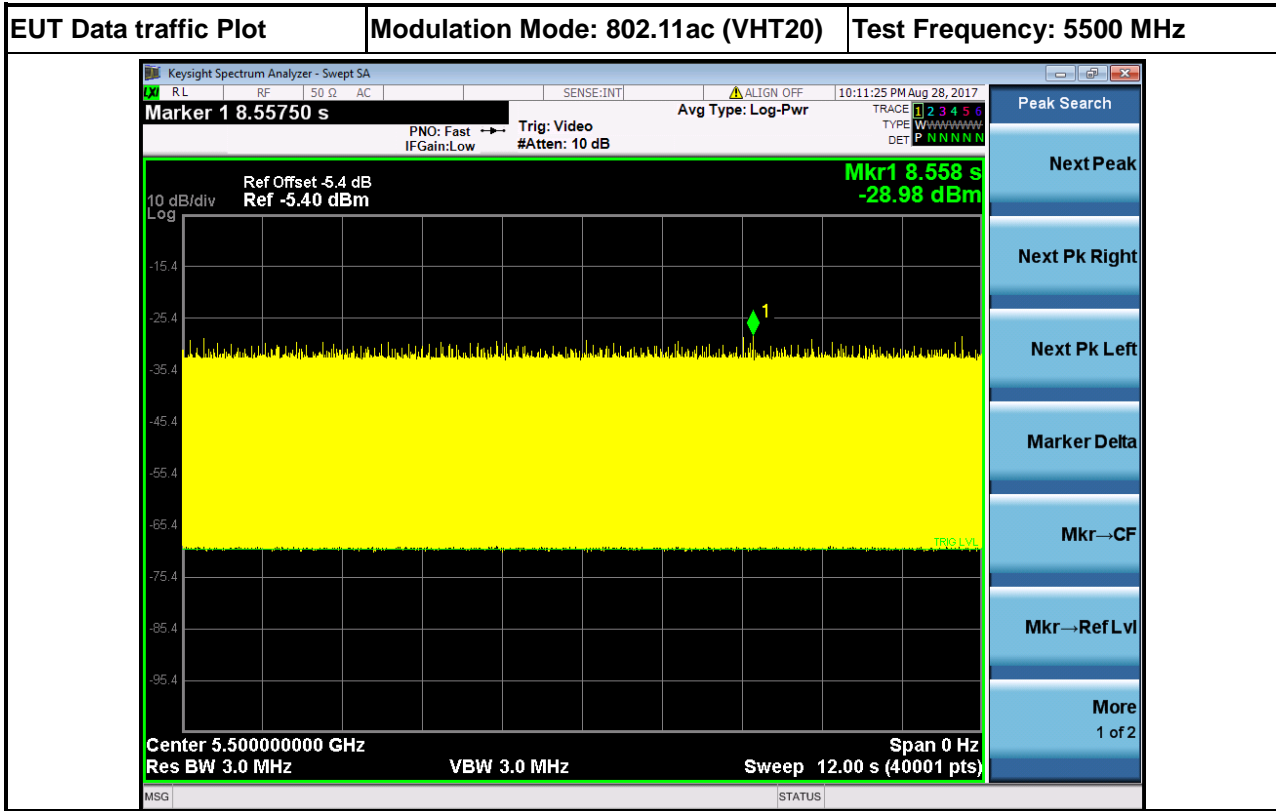 EUT Data traffic Plot Modulation Mode: 802.11ac (VHT20) Test Frequency: 5500 MHz
Keysight Spectrum Analyzer - Swept SA
LXI RL RF 50 Ω AC SENSE:INT ALIGN OFF 10:11:25 PM Aug 28, 2017
Marker 1 8.55750 s
PNO: Fast
IFGain:Low
Trig: Video
#Atten: 10 dB
Avg Type: Log-Pwr
TRACE 1 2 3 4 5 6
TYPE WWWWWW
DET P N N N N N
Mkr1 8.558 s
-28.98 dBm
Ref Offset -5.4 dB
10 dB/div Ref -5.40 dBm
Log
-15.4
-25.4
-35.4
-45.4
-55.4
-65.4
-75.4
-85.4
-95.4
1
TRIG LVL
Center 5.500000000 GHz Span 0 Hz
Res BW 3.0 MHz VBW 3.0 MHz Sweep 12.00 s (40001 pts)
MSG STATUS
Peak Search
Next Peak
Next Pk Right
Next Pk Left
Marker Delta
Mkr→CF
Mkr→Ref Lvl
More
1 of 2